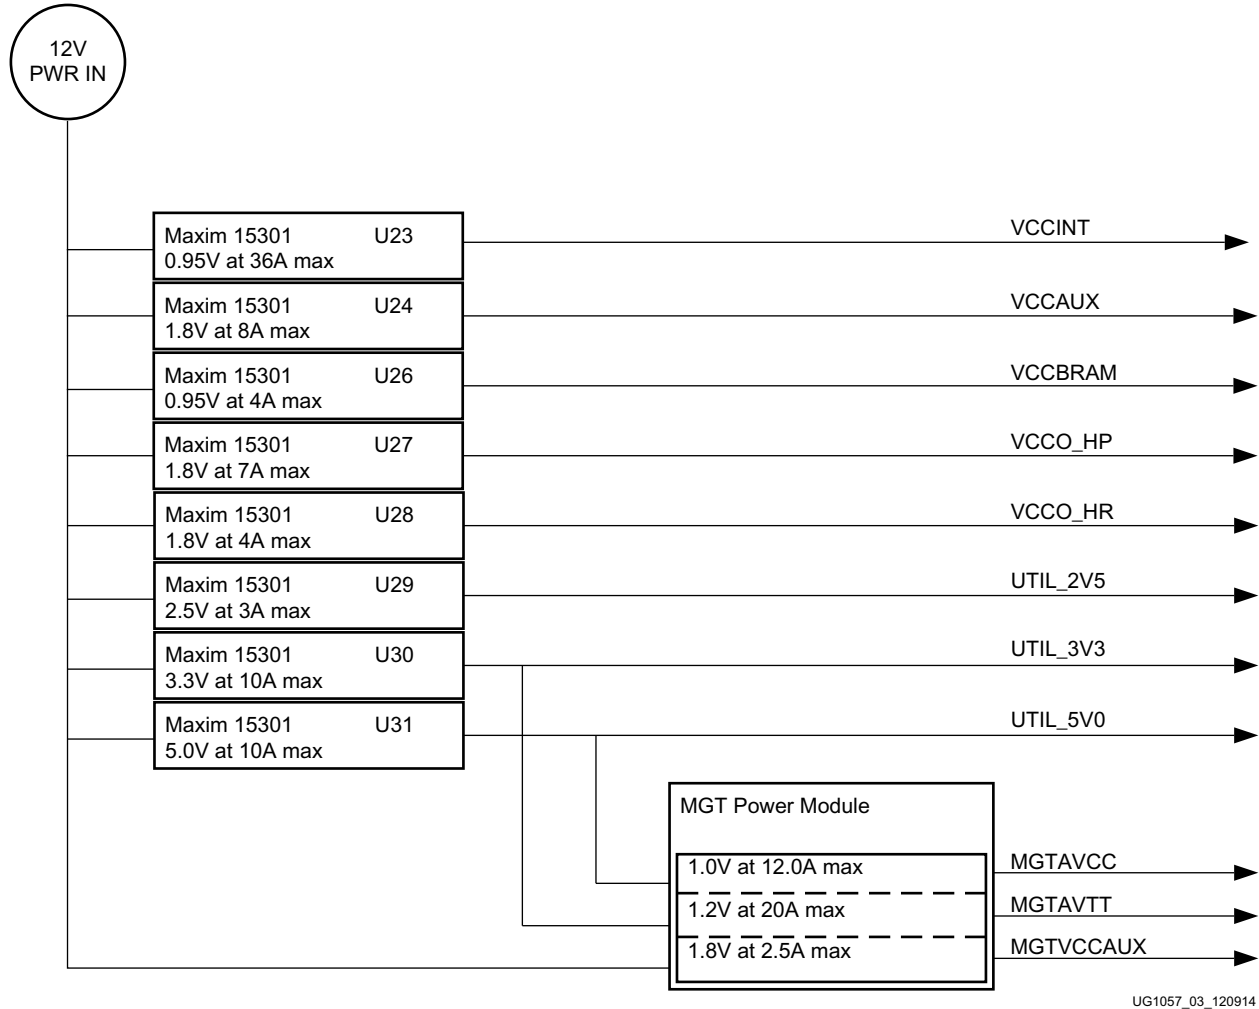 12V
PWR IN
Maxim 15301 U23
0.95V at 36A max
VCCINT
Maxim 15301 U24
1.8V at 8A max
VCCAUX
Maxim 15301 U26
0.95V at 4A max
VCCBRAM
Maxim 15301 U27
1.8V at 7A max
VCCO_HP
Maxim 15301 U28
1.8V at 4A max
VCCO_HR
Maxim 15301 U29
2.5V at 3A max
UTIL_2V5
Maxim 15301 U30
3.3V at 10A max
UTIL_3V3
Maxim 15301 U31
5.0V at 10A max
UTIL_5V0
MGT Power Module
1.0V at 12.0A max
MGTAVCC
1.2V at 20A max
MGTAVTT
1.8V at 2.5A max
MGTVCCAUX
UG1057_03_120914